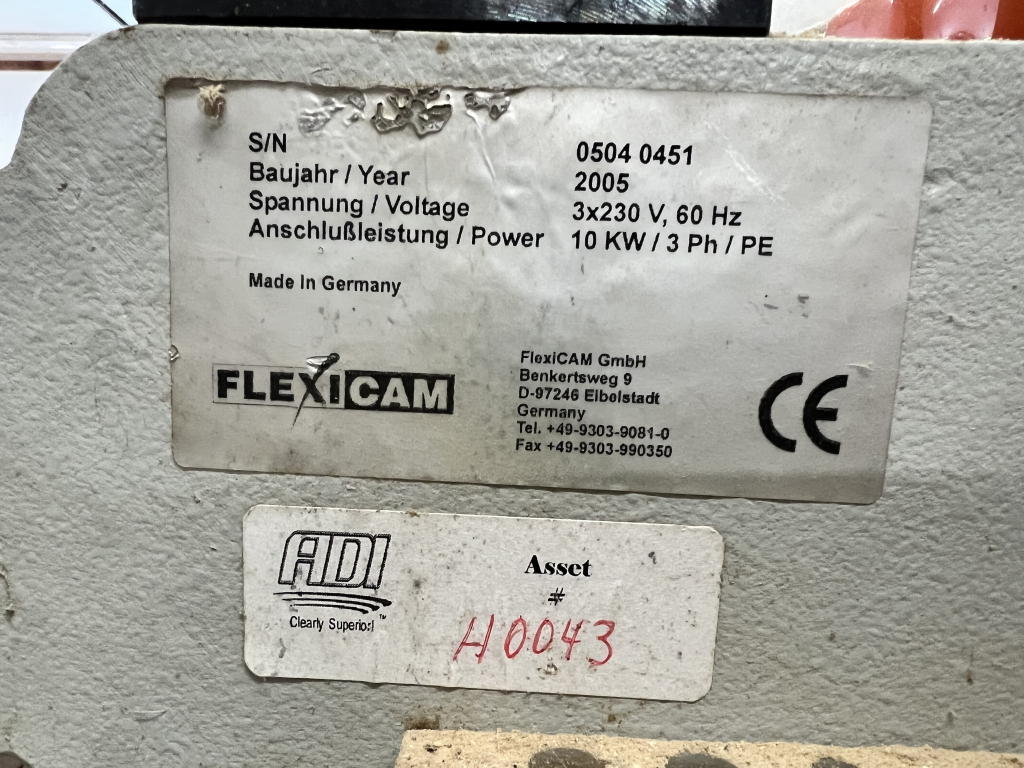 S/N 0504 0451
Baujahr / Year 2005
Spannung / Voltage 3x230 V, 60 Hz
Anschlußleistung / Power 10 KW / 3 Ph / PE
Made In Germany
FLEXICAM
FlexiCAM GmbH
Benkertsweg 9
D-97246 Eibelstadt
Germany
Tel. +49-9303-9081-0
Fax +49-9303-990350
CE
ADI
Clearly Superior! ™
Asset
#
H0043